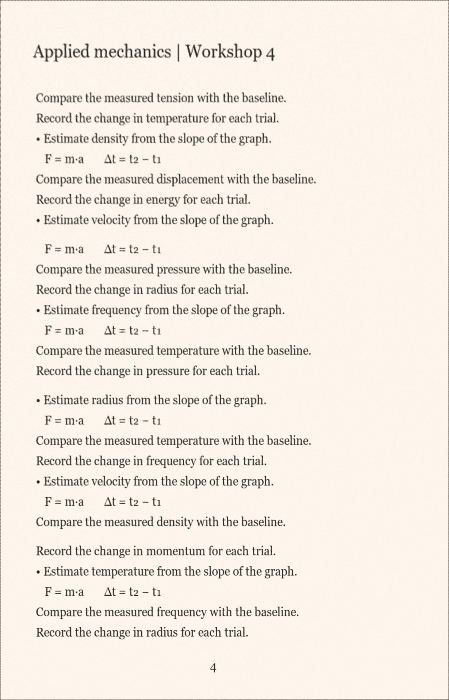 Applied mechanics | Workshop 4
Compare the measured tension with the baseline.
Record the change in temperature for each trial.
• Estimate density from the slope of the graph.
F = m·a Δt = t2 − t1
Compare the measured displacement with the baseline.
Record the change in energy for each trial.
• Estimate velocity from the slope of the graph.
F = m·a Δt = t2 − t1
Compare the measured pressure with the baseline.
Record the change in radius for each trial.
• Estimate frequency from the slope of the graph.
F = m·a Δt = t2 − t1
Compare the measured temperature with the baseline.
Record the change in pressure for each trial.
• Estimate radius from the slope of the graph.
F = m·a Δt = t2 − t1
Compare the measured temperature with the baseline.
Record the change in frequency for each trial.
• Estimate velocity from the slope of the graph.
F = m·a Δt = t2 − t1
Compare the measured density with the baseline.
Record the change in momentum for each trial.
• Estimate temperature from the slope of the graph.
F = m·a Δt = t2 − t1
Compare the measured frequency with the baseline.
Record the change in radius for each trial.
4